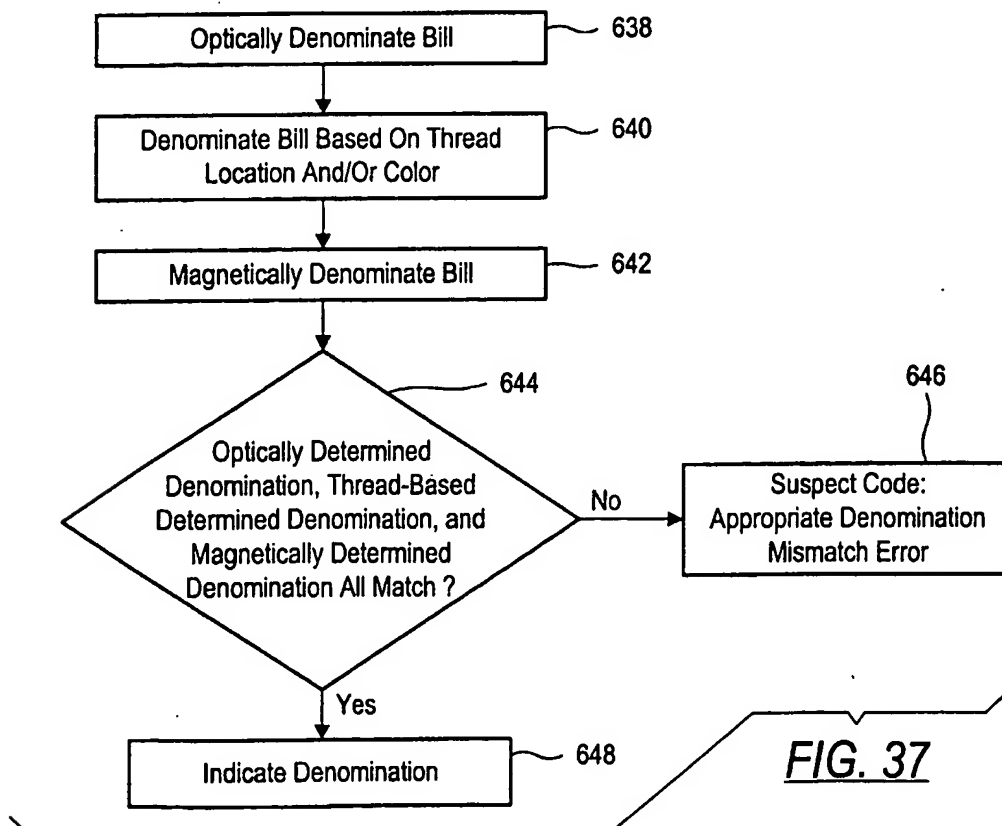 Optically Denominate Bill
638
Denominate Bill Based On Thread
Location And/Or Color
640
Magnetically Denominate Bill
642
644
Optically Determined
Denomination, Thread-Based
Determined Denomination, and
Magnetically Determined
Denomination All Match ?
No
646
Suspect Code:
Appropriate Denomination
Mismatch Error
Yes
Indicate Denomination
648
FIG. 37